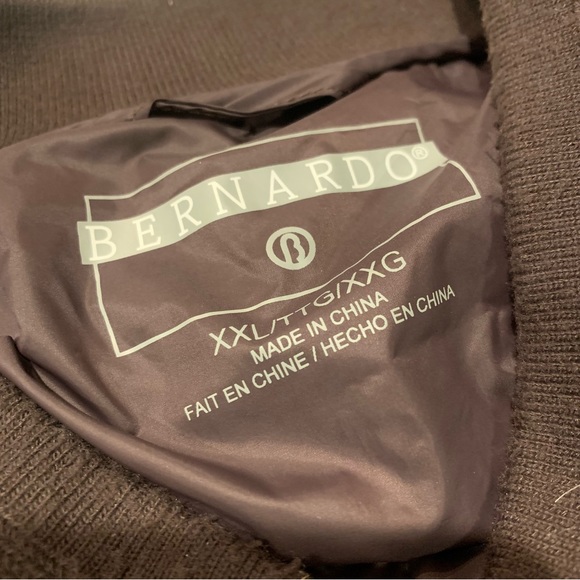 BERNARDO®
B
XXL/TTG/XXG
MADE IN CHINA
FAIT EN CHINE / HECHO EN CHINA